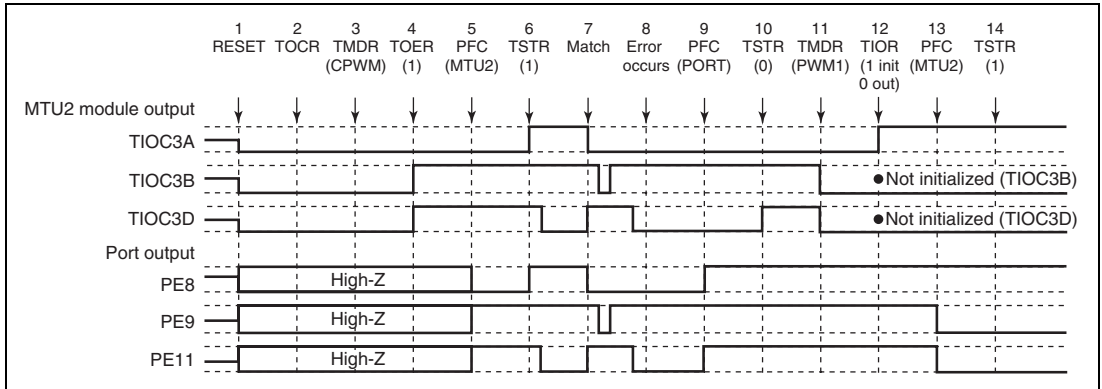 1 2 3 4 5 6 7 8 9 10 11 12 13 14
RESET TOCR TMDR TOER PFC TSTR Match Error PFC TSTR TMDR TIOR PFC TSTR
(CPWM) (1) (MTU2) (1) occurs (PORT) (0) (PWM1) (1 init (MTU2) (1)
0 out)
MTU2 module output
TIOC3A
TIOC3B ●Not initialized (TIOC3B)
TIOC3D ●Not initialized (TIOC3D)
Port output
PE8 High-Z
PE9 High-Z
PE11 High-Z